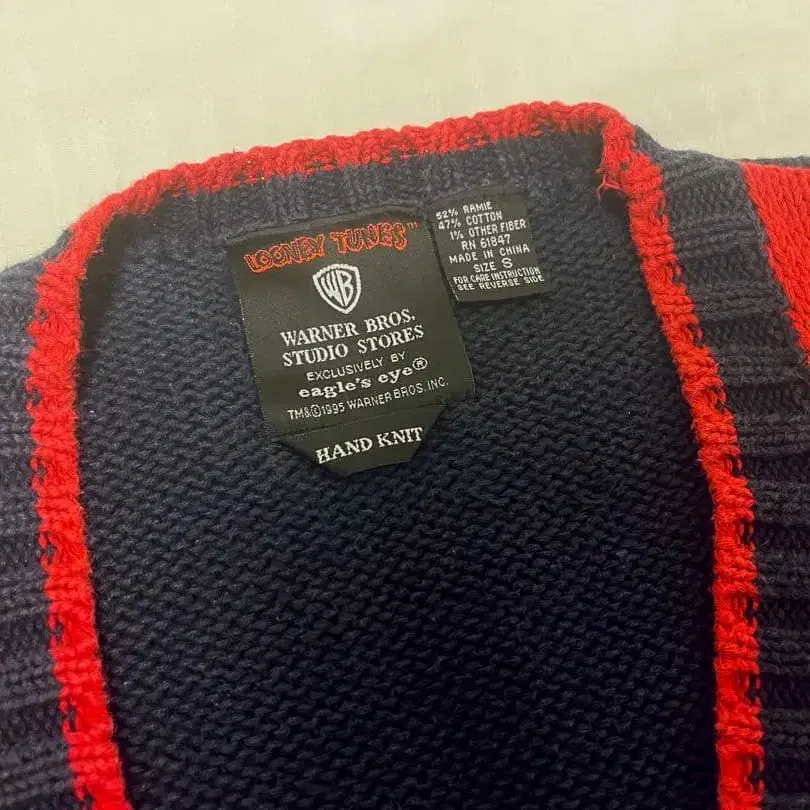 LOONEY TUNES™
WB
WARNER BROS.
STUDIO STORES
EXCLUSIVELY BY
eagle's eye®
TM&©1995 WARNER BROS. INC.
HAND KNIT
52% RAMIE
47% COTTON
1% OTHER FIBER
RN 61847
MADE IN CHINA
SIZE S
FOR CARE INSTRUCTION
SEE REVERSE SIDE